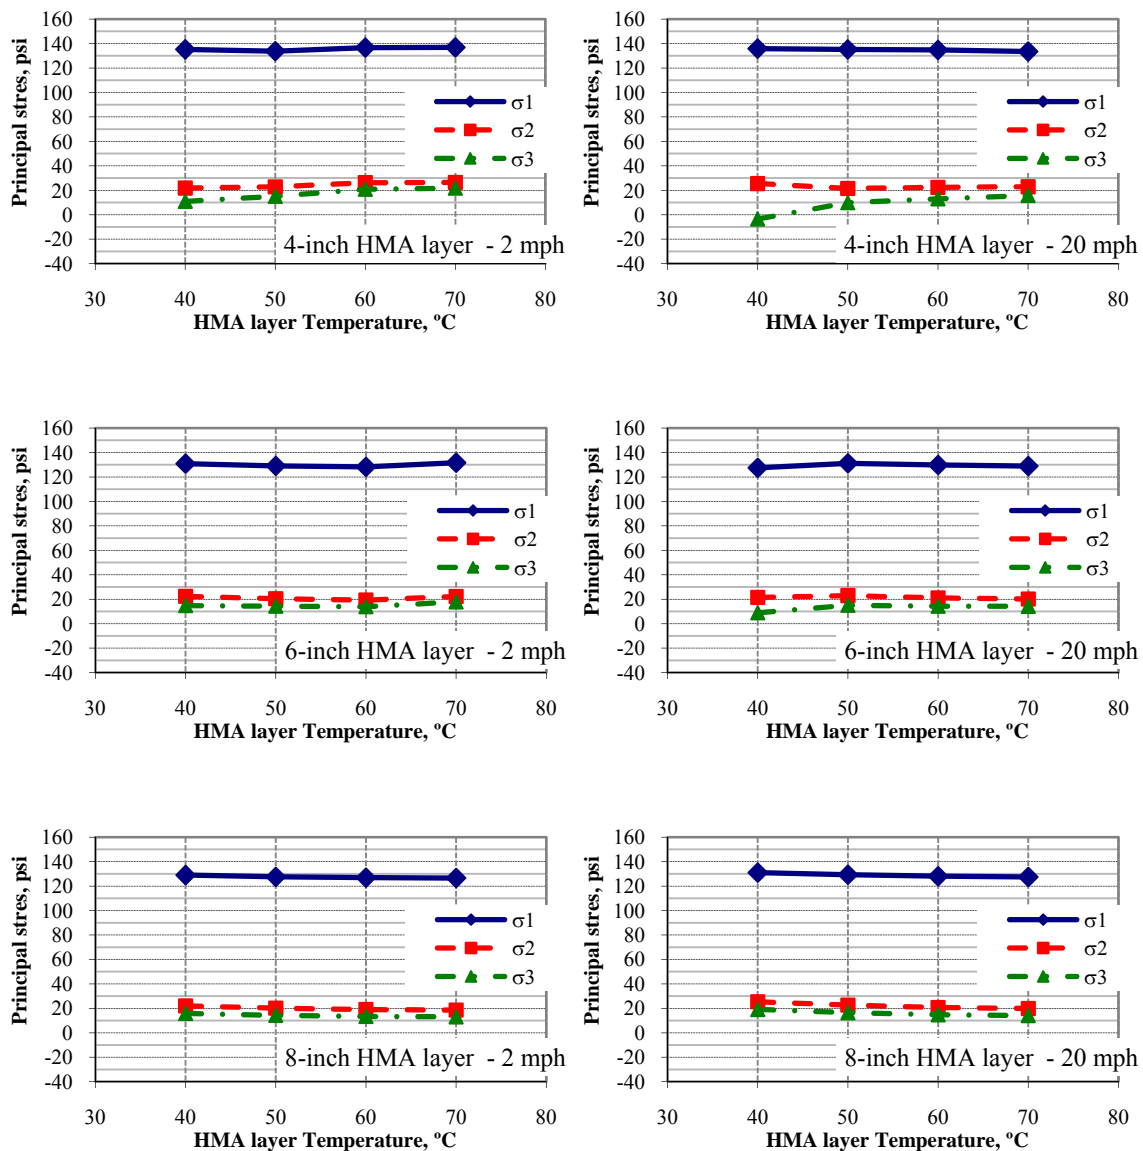 Principal stres, psi
160
140
120
100
80
60
40
20
0
-20
-40
σ1
σ2
σ3
4-inch HMA layer - 2 mph
30 40 50 60 70 80
HMA layer Temperature, ºC
Principal stres, psi
160
140
120
100
80
60
40
20
0
-20
-40
σ1
σ2
σ3
4-inch HMA layer - 20 mph
30 40 50 60 70 80
HMA layer Temperature, ºC
Principal stres, psi
160
140
120
100
80
60
40
20
0
-20
-40
σ1
σ2
σ3
6-inch HMA layer - 2 mph
30 40 50 60 70 80
HMA layer Temperature, ºC
Principal stres, psi
160
140
120
100
80
60
40
20
0
-20
-40
σ1
σ2
σ3
6-inch HMA layer - 20 mph
30 40 50 60 70 80
HMA layer Temperature, ºC
Principal stres, psi
160
140
120
100
80
60
40
20
0
-20
-40
σ1
σ2
σ3
8-inch HMA layer - 2 mph
30 40 50 60 70 80
HMA layer Temperature, ºC
Principal stres, psi
160
140
120
100
80
60
40
20
0
-20
-40
σ1
σ2
σ3
8-inch HMA layer - 20 mph
30 40 50 60 70 80
HMA layer Temperature, ºC